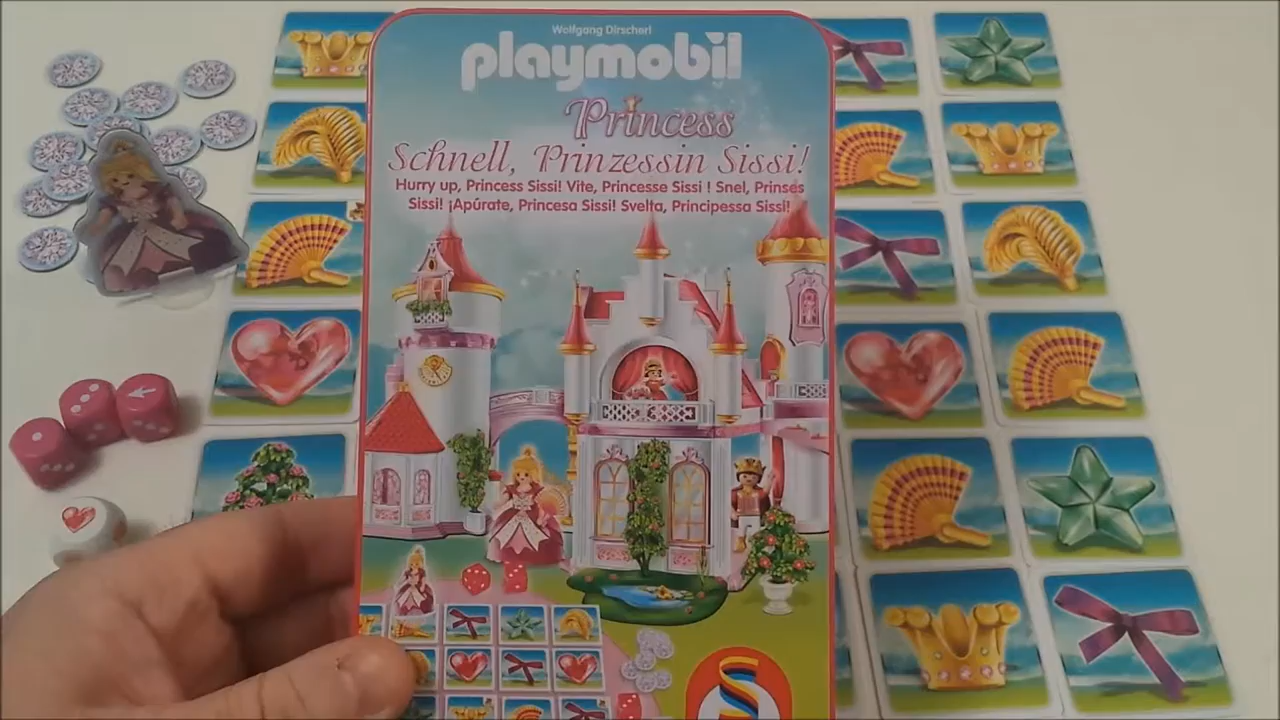 Wolfgang Dirscherl
playmobil
Princess
Schnell, Prinzessin Sissi!
Hurry up, Princess Sissi! Vite, Princesse Sissi ! Snel, Prinses
Sissi! ¡Apúrate, Princesa Sissi! Svelta, Principessa Sissi!
S